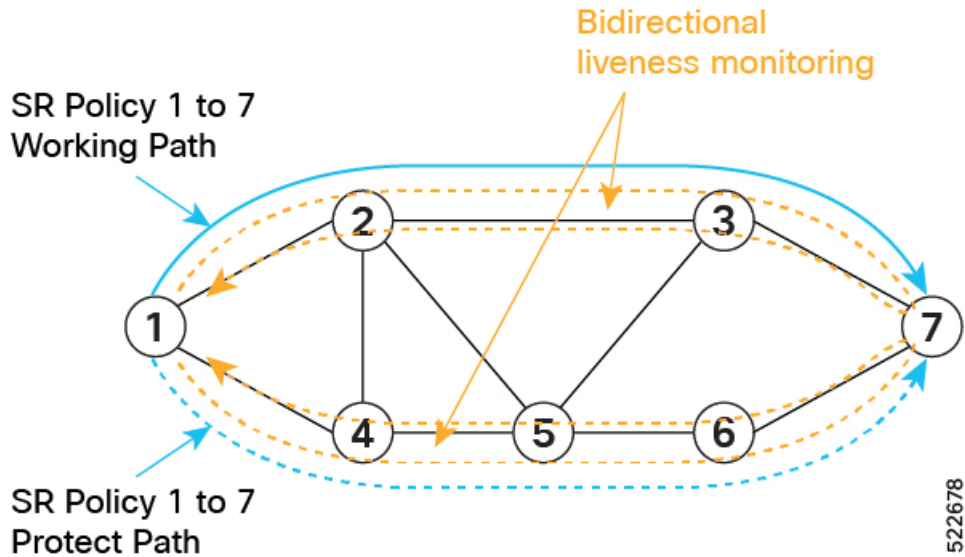 Bidirectional
liveness monitoring
SR Policy 1 to 7
Working Path
2
3
1
7
4
5
6
SR Policy 1 to 7
Protect Path
522678